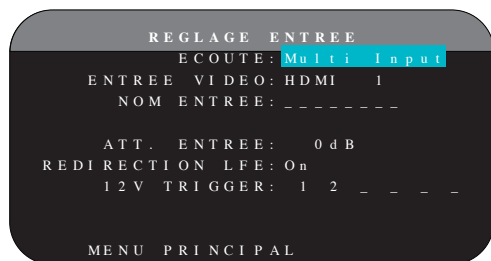 REGLAGE ENTREE
ECOUTE: Multi Input
ENTREE VIDEO: HDMI 1
NOM ENTREE: _ _ _ _ _ _ _ _
ATT. ENTREE: 0dB
REDIRECTION LFE: On
12V TRIGGER: 1 2 _ _ _ _
MENU PRINCIPAL